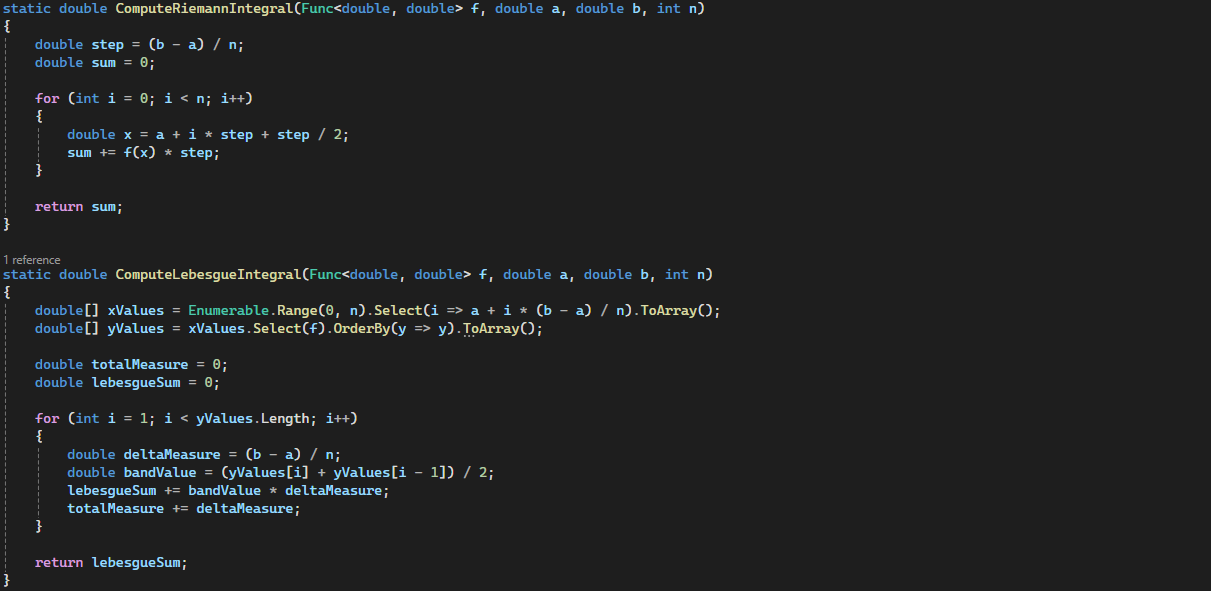 static double ComputeRiemannIntegral(Func<double, double> f, double a, double b, int n)
{
double step = (b - a) / n;
double sum = 0;
for (int i = 0; i < n; i++)
{
double x = a + i * step + step / 2;
sum += f(x) * step;
}
return sum;
}
1 reference
static double ComputeLebesgueIntegral(Func<double, double> f, double a, double b, int n)
{
double[] xValues = Enumerable.Range(0, n).Select(i => a + i * (b - a) / n).ToArray();
double[] yValues = xValues.Select(f).OrderBy(y => y).ToArray();
double totalMeasure = 0;
double lebesgueSum = 0;
for (int i = 1; i < yValues.Length; i++)
{
double deltaMeasure = (b - a) / n;
double bandValue = (yValues[i] + yValues[i - 1]) / 2;
lebesgueSum += bandValue * deltaMeasure;
totalMeasure += deltaMeasure;
}
return lebesgueSum;
}